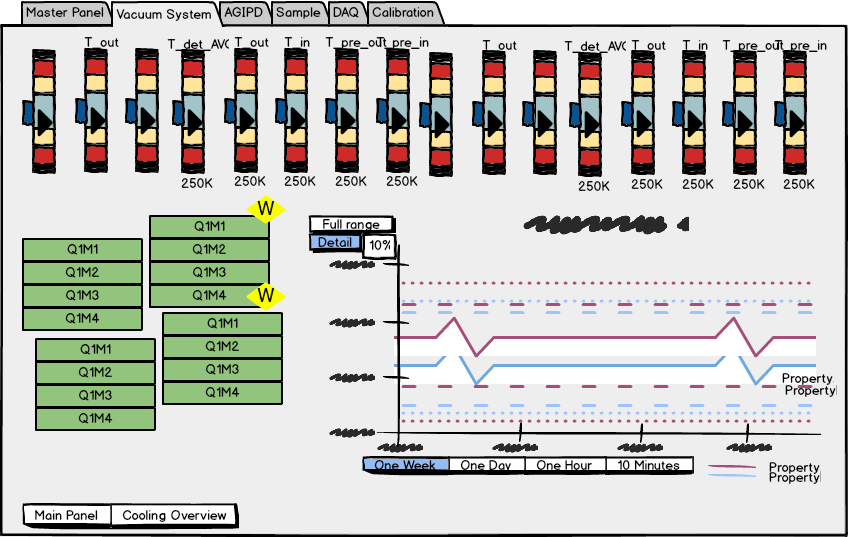 Master Panel Vacuum System AGIPD Sample DAQ Calibration
T_out T_det_AVG T_out T_in T_pre_out T_pre_in T_out T_det_AVG T_out T_in T_pre_out T_pre_in
250K 250K 250K 250K 250K 250K 250K 250K 250K 250K
W
Q1M1
Q1M2
Q1M3
Q1M4
W
Q1M1
Q1M2
Q1M3
Q1M4
Q1M1
Q1M2
Q1M3
Q1M4
Q1M1
Q1M2
Q1M3
Q1M4
Full range
Detail 10%
Property
Property
One Week One Day One Hour 10 Minutes
Property
Property
Main Panel Cooling Overview